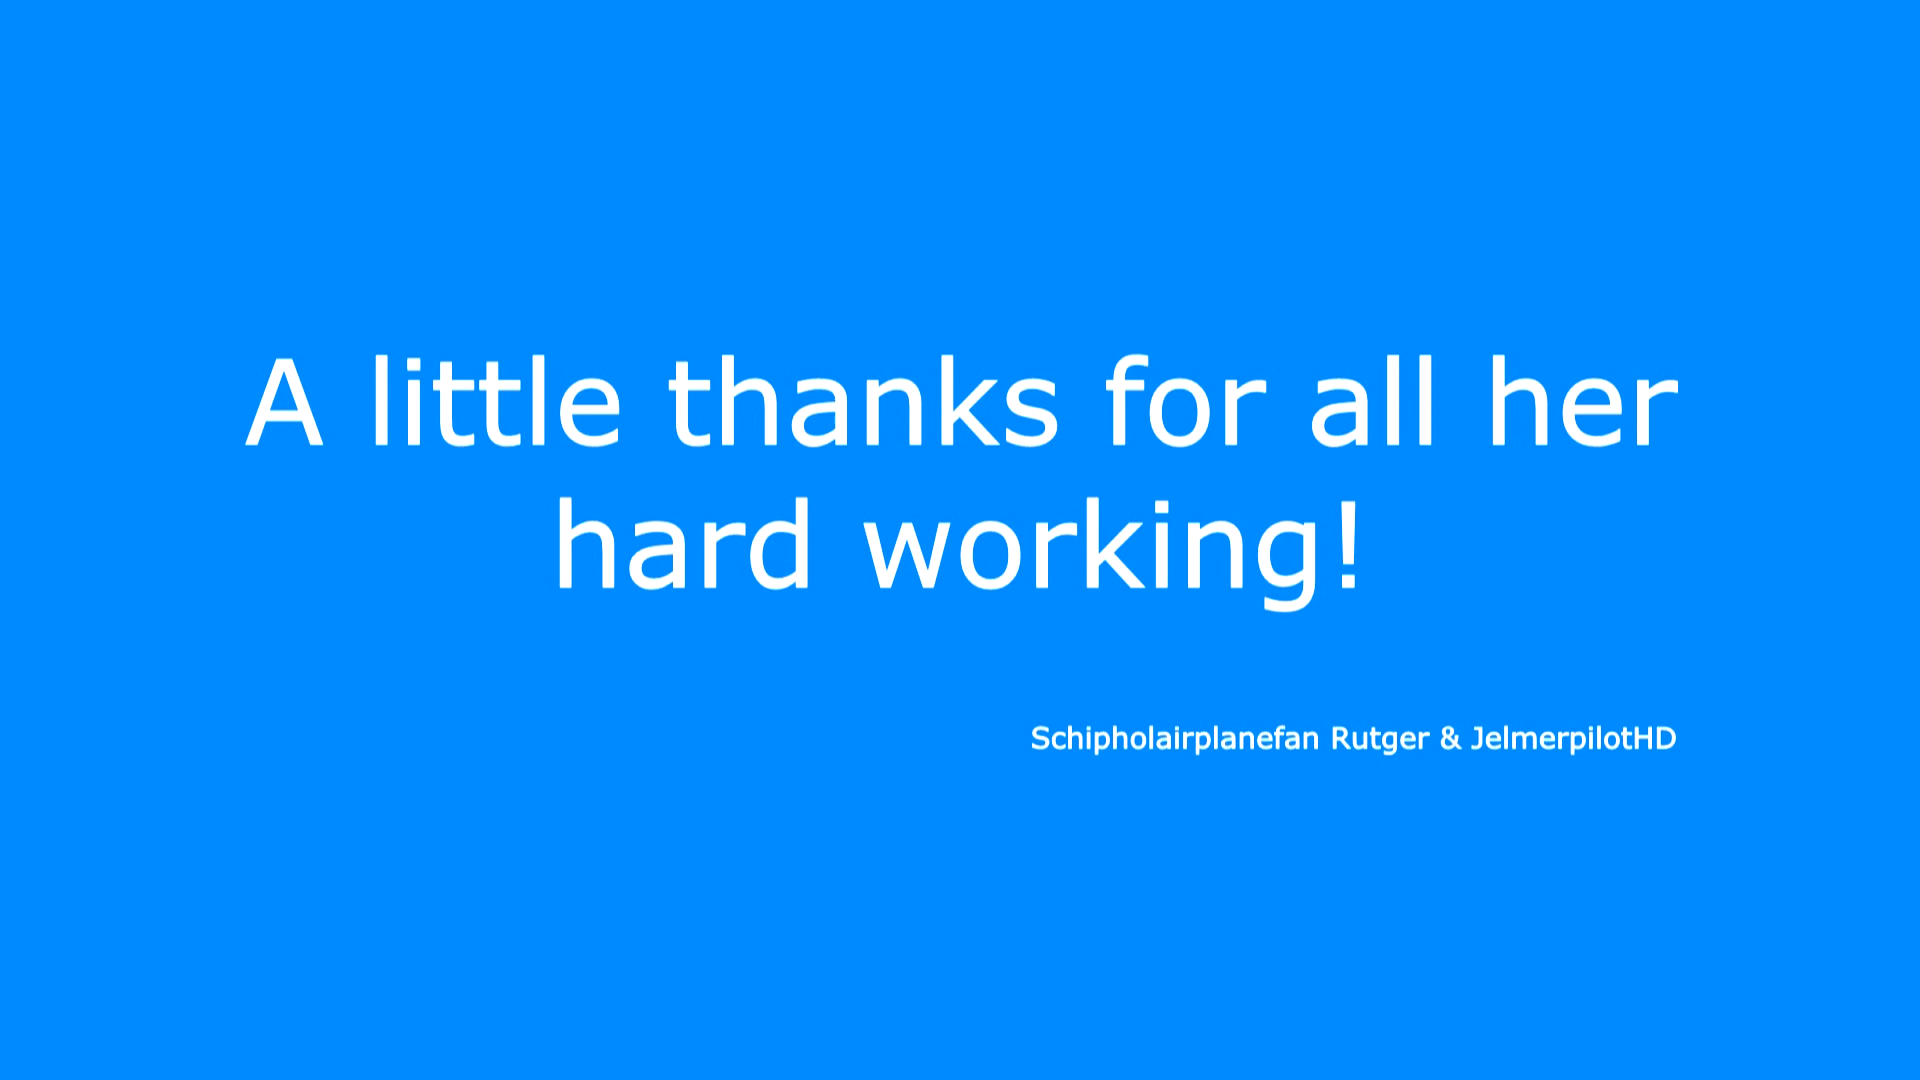 A little thanks for all her
hard working!
Schipholairplanefan Rutger & JelmerpilotHD